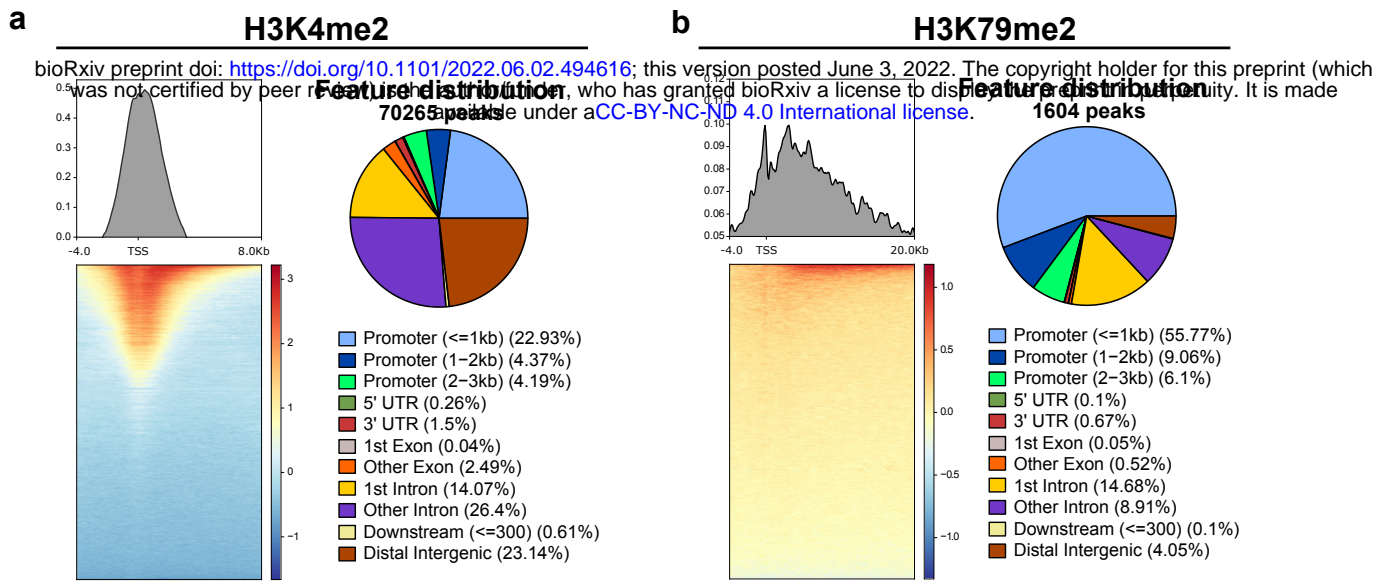 a
H3K4me2
b
H3K79me2
bioRxiv preprint doi: https://doi.org/10.1101/2022.06.02.494616; this version posted June 3, 2022. The copyright holder for this preprint (which
was not certified by peer review) is the author/funder, who has granted bioRxiv a license to display the preprint in perpetuity. It is made
available under aCC-BY-NC-ND 4.0 International license.
Feature distribution
70265 peaks
0.5
0.4
0.3
0.2
0.1
0.0
-4.0 TSS 8.0Kb
3
2
1
0
−1
Promoter (<=1kb) (22.93%)
Promoter (1−2kb) (4.37%)
Promoter (2−3kb) (4.19%)
5' UTR (0.26%)
3' UTR (1.5%)
1st Exon (0.04%)
Other Exon (2.49%)
1st Intron (14.07%)
Other Intron (26.4%)
Downstream (<=300) (0.61%)
Distal Intergenic (23.14%)
Feature distribution
1604 peaks
0.12
0.10
0.08
0.07
0.06
0.05
−4.0 TSS 20.0Kb
1.0
0.5
0.0
−0.5
−1.0
Promoter (<=1kb) (55.77%)
Promoter (1−2kb) (9.06%)
Promoter (2−3kb) (6.1%)
5' UTR (0.1%)
3' UTR (0.67%)
1st Exon (0.05%)
Other Exon (0.52%)
1st Intron (14.68%)
Other Intron (8.91%)
Downstream (<=300) (0.1%)
Distal Intergenic (4.05%)